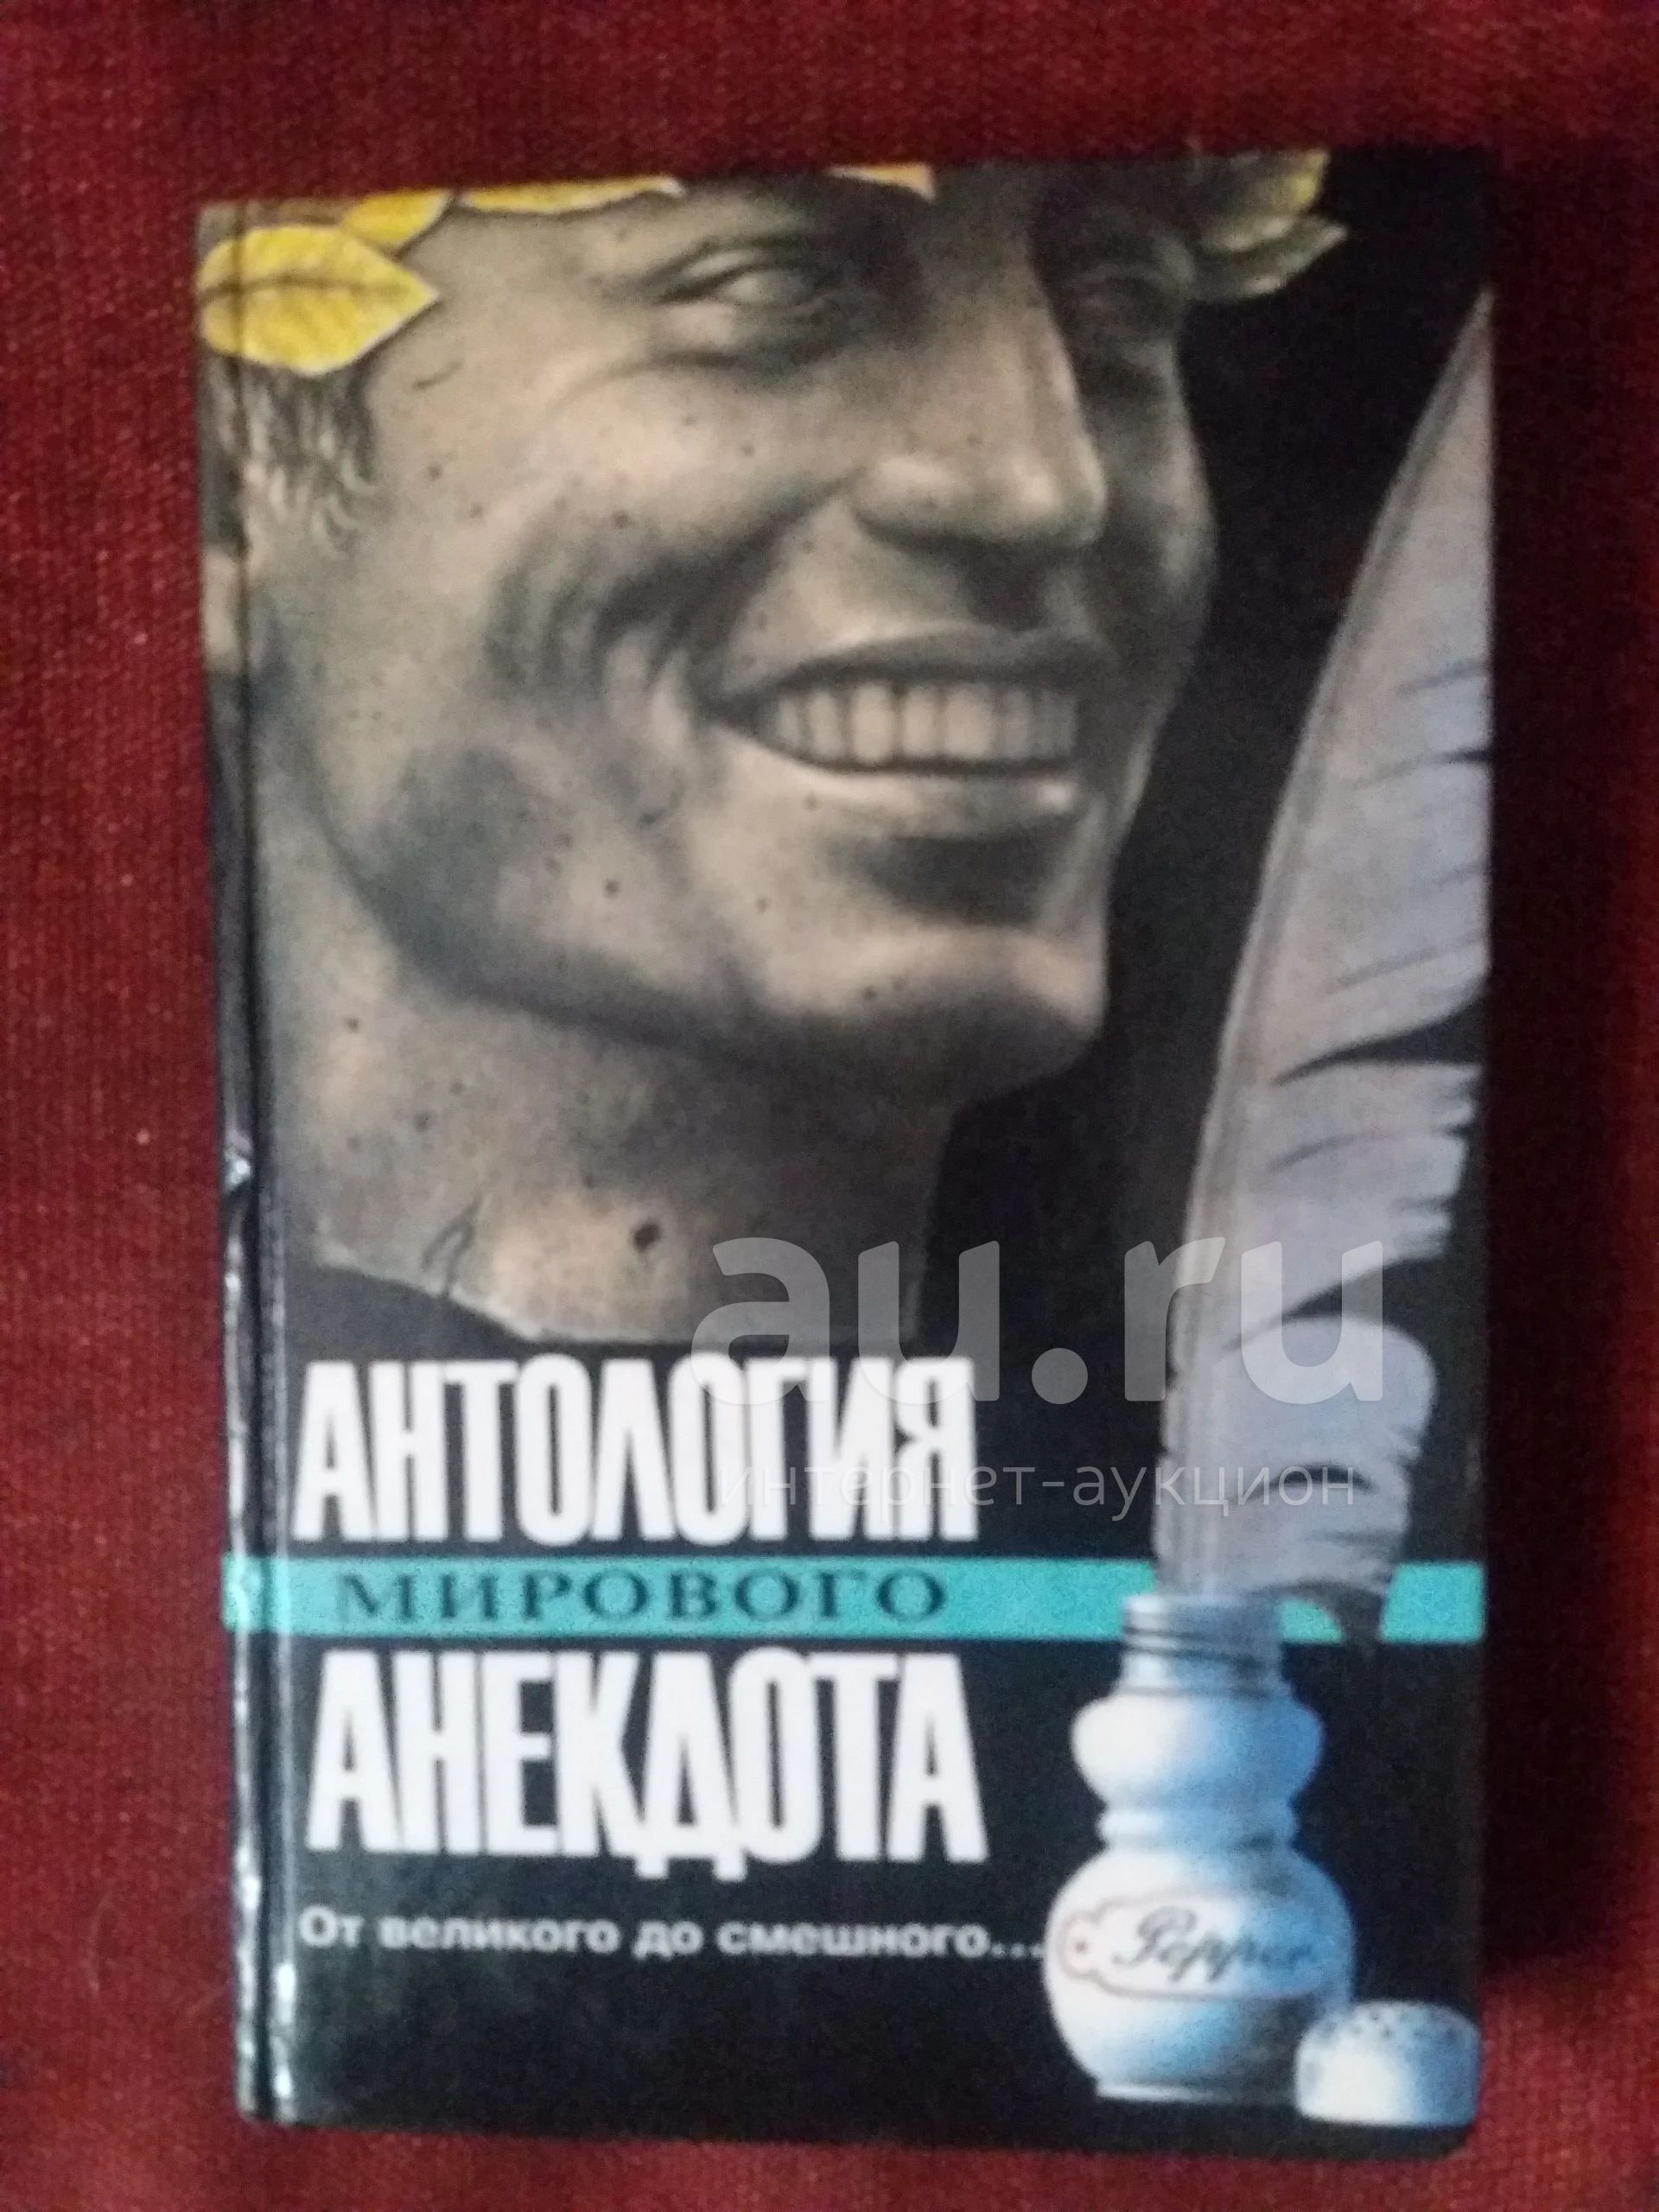 au.ru
АНТОЛОГИЯ
интернет-аукцион
МИРОВОГО
АНЕКДОТА
От великого до смешного...
Pepper